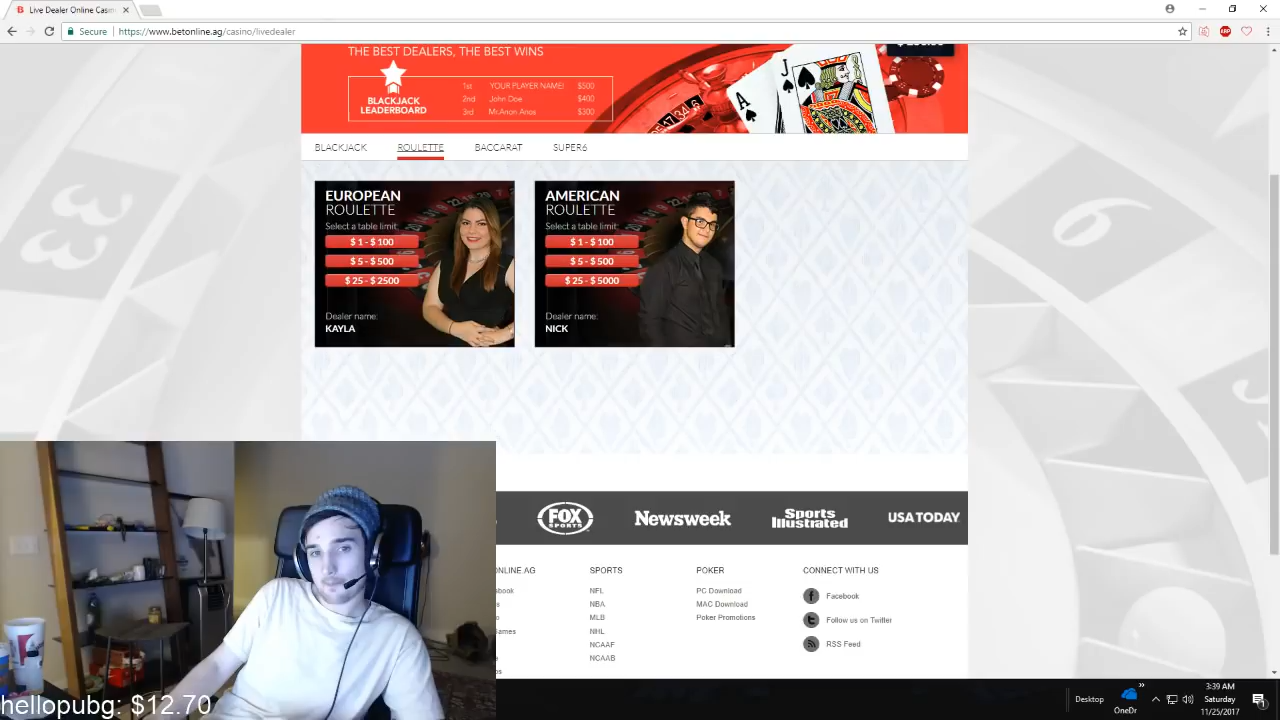 Live Dealer
Secure
https://www.betonline.ag/casino/livedealer
THE BEST DEALERS, THE BEST WINS
BLACKJACK
LEADERBOARD
1st YOUR PLAYER NAME! $500
2nd John Doe $400
3rd Mr.Anon Anos $300
BLACKJACK ROULETTE BACCARAT SUPER6
EUROPEAN
ROULETTE
Select a table limit:
$ 1 - $ 100
$ 5 - $ 500
$ 25 - $ 2500
Dealer name:
KAYLA
AMERICAN
ROULETTE
Select a table limit:
$ 1 - $ 100
$ 5 - $ 500
$ 25 - $ 5000
Dealer name:
NICK
FOX
SPORTS
Newsweek
Sports
Illustrated
USA TODAY
ONLINE AG
SPORTS
NFL
NBA
MLB
NHL
NCAAF
NCAAB
POKER
PC Download
MAC Download
Poker Promotions
CONNECT WITH US
Facebook
Follow us on Twitter
RSS Feed
hellopubg: $12.70
Desktop
OneDr
3:39 AM
Saturday
11/25/2017